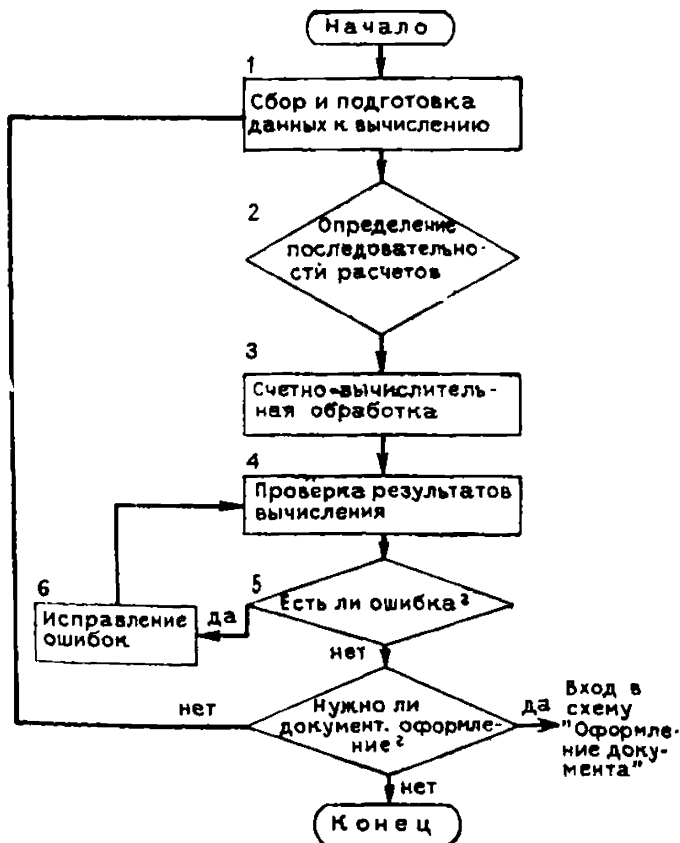 Начало
1
Сбор и подготовка
данных к вычислению
2
Определение
последовательно-
сти расчетов
3
Счетно-вычислитель-
ная обработка
4
Проверка результатов
вычисления
5
Есть ли ошибка?
6
Исправление
ошибок
да
нет
Нужно ли
документ. оформле-
ние?
нет
да
Вход в
схему
"Оформле-
ние доку-
мента"
нет
Конец